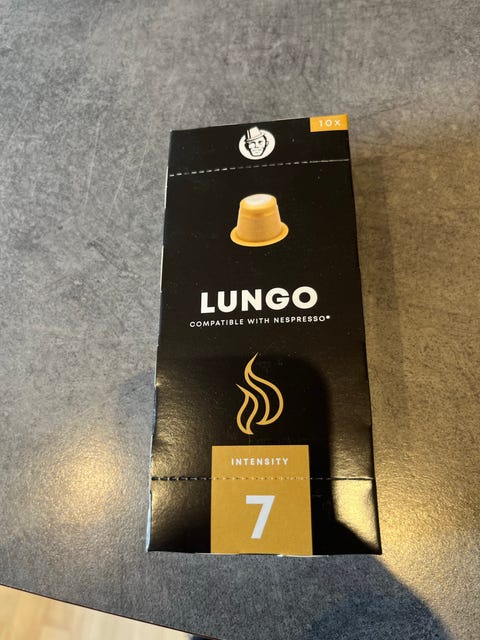 10x
LUNGO
COMPATIBLE WITH NESPRESSO*
INTENSITY
7